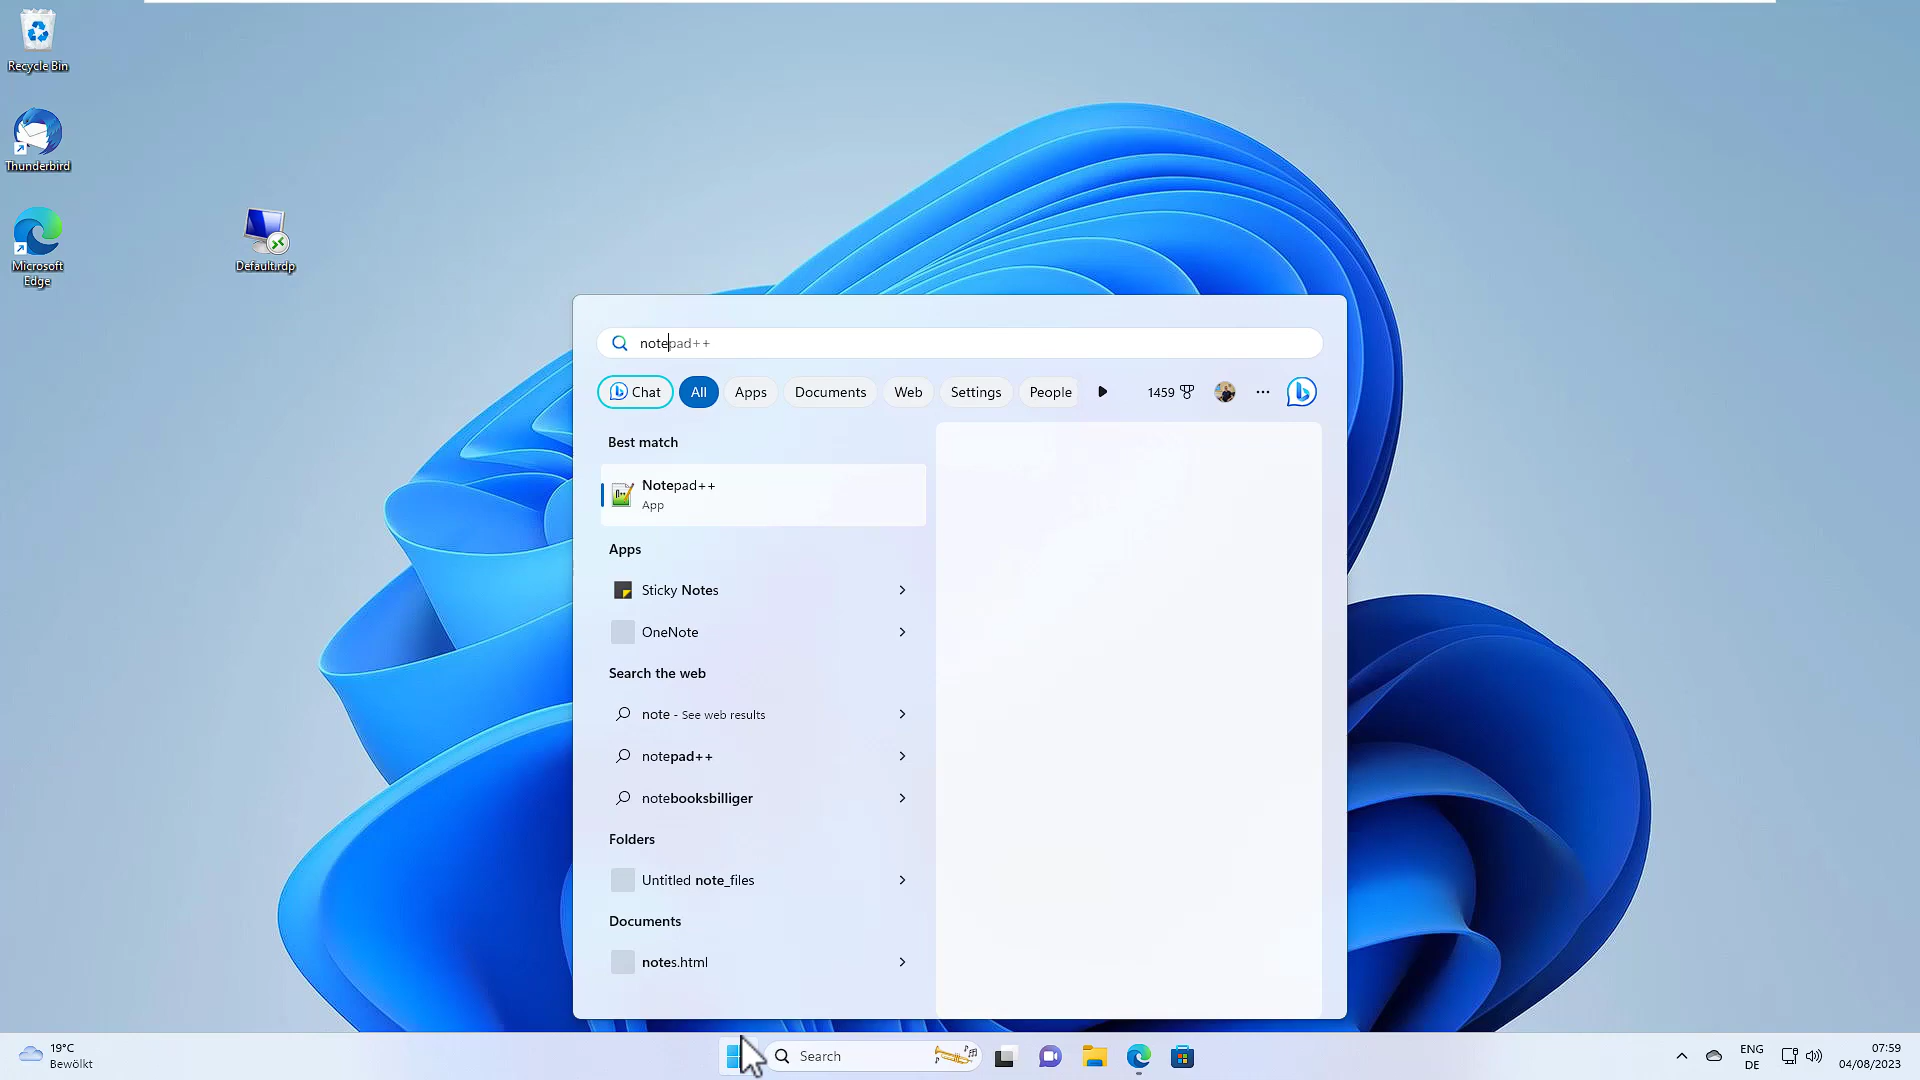 Recycle Bin
Thunderbird
Microsoft
Edge
Default.rdp
notepad++
Chat
All
Apps
Documents
Web
Settings
People
1459
Best match
Notepad++
App
Apps
Sticky Notes
OneNote
Search the web
note - See web results
notepad++
notebooksbilliger
Folders
Untitled note_files
Documents
notes.html
19°C
Bewölkt
Search
ENG
DE
07:59
04/08/2023